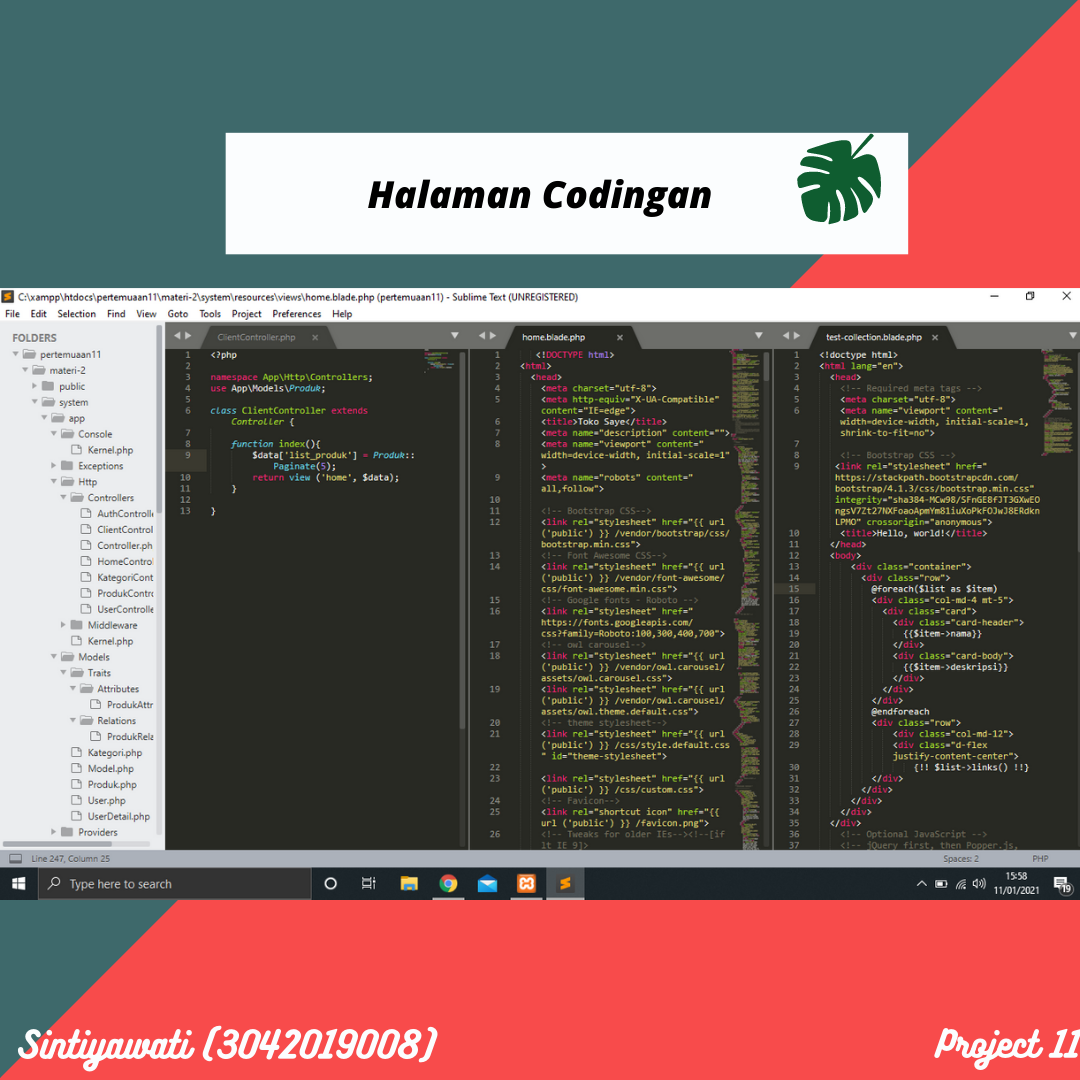 Halaman Codingan
C:\xampp\htdocs\pertemuaan11\materi-2\system\resources\views\home.blade.php (pertemuaan11) - Sublime Text (UNREGISTERED)
File Edit Selection Find View Goto Tools Project Preferences Help
FOLDERS
pertemuaan11
materi-2
public
system
app
Console
Kernel.php
Exceptions
Http
Controllers
AuthControlle
ClientControl
Controller.ph
HomeControl
KategoriCont
ProdukContro
UserControlle
Middleware
Kernel.php
Models
Traits
Attributes
ProdukAttr
Relations
ProdukRela
Kategori.php
Model.php
Produk.php
User.php
UserDetail.php
Providers
ClientController.php
1 <?php
2
3 namespace App\Http\Controllers;
4 use App\Models\Produk;
5
6 class ClientController extends
Controller {
7
8 function index(){
9 $data['list_produk'] = Produk::
Paginate(5);
10 return view ('home', $data);
11 }
12
13 }
home.blade.php
1 <!DOCTYPE html>
2 <html>
3 <head>
4 <meta charset="utf-8">
5 <meta http-equiv="X-UA-Compatible"
content="IE=edge">
6 <title>Toko Saye</title>
7 <meta name="description" content="">
8 <meta name="viewport" content="
width=device-width, initial-scale=1"
>
9 <meta name="robots" content="
all,follow">
10
11 <!-- Bootstrap CSS-->
12 <link rel="stylesheet" href="{{ url
('public') }} /vendor/bootstrap/css/
bootstrap.min.css">
13 <!-- Font Awesome CSS-->
14 <link rel="stylesheet" href="{{ url
('public') }} /vendor/font-awesome/
css/font-awesome.min.css">
15 <!-- Google fonts - Roboto -->
16 <link rel="stylesheet" href="
https://fonts.googleapis.com/
css?family=Roboto:100,300,400,700">
17 <!-- owl carousel-->
18 <link rel="stylesheet" href="{{ url
('public') }} /vendor/owl.carousel/
assets/owl.carousel.css">
19 <link rel="stylesheet" href="{{ url
('public') }} /vendor/owl.carousel/
assets/owl.theme.default.css">
20 <!-- theme stylesheet-->
21 <link rel="stylesheet" href="{{ url
('public') }} /css/style.default.css
" id="theme-stylesheet">
22
23 <link rel="stylesheet" href="{{ url
('public') }} /css/custom.css">
24 <!-- Favicon-->
25 <link rel="shortcut icon" href="{{
url ('public') }} /favicon.png">
26 <!-- Tweaks for older IEs--><!--[if
lt IE 9]>
test-collection.blade.php
1 <!doctype html>
2 <html lang="en">
3 <head>
4 <!-- Required meta tags -->
5 <meta charset="utf-8">
6 <meta name="viewport" content="
width=device-width, initial-scale=1,
shrink-to-fit=no">
7
8 <!-- Bootstrap CSS -->
9 <link rel="stylesheet" href="
https://stackpath.bootstrapcdn.com/
bootstrap/4.1.3/css/bootstrap.min.css"
integrity="sha384-MCw98/SFnGE8fJT3GXwEO
ngsV7Zt27NXFoaoApmYm81iuXoPkFOJwJ8ERdkn
LPMO" crossorigin="anonymous">
10 <title>Hello, world!</title>
11 </head>
12 <body>
13 <div class="container">
14 <div class="row">
15 @foreach($list as $item)
16 <div class="col-md-4 mt-5">
17 <div class="card">
18 <div class="card-header">
19 {{$item->nama}}
20 </div>
21 <div class="card-body">
22 {{$item->deskripsi}}
23 </div>
24 </div>
25 </div>
26 @endforeach
27 <div class="row">
28 <div class="col-md-12">
29 <div class="d-flex
justify-content-center">
30 {!! $list->links() !!}
31 </div>
32 </div>
33 </div>
34 </div>
35 </div>
36 <!-- Optional JavaScript -->
37 <!-- jQuery first, then Popper.js,
Line 247, Column 25
Spaces: 2 PHP
Type here to search
15:58
11/01/2021
19
Sintiyawati (3042019008)
Project 11